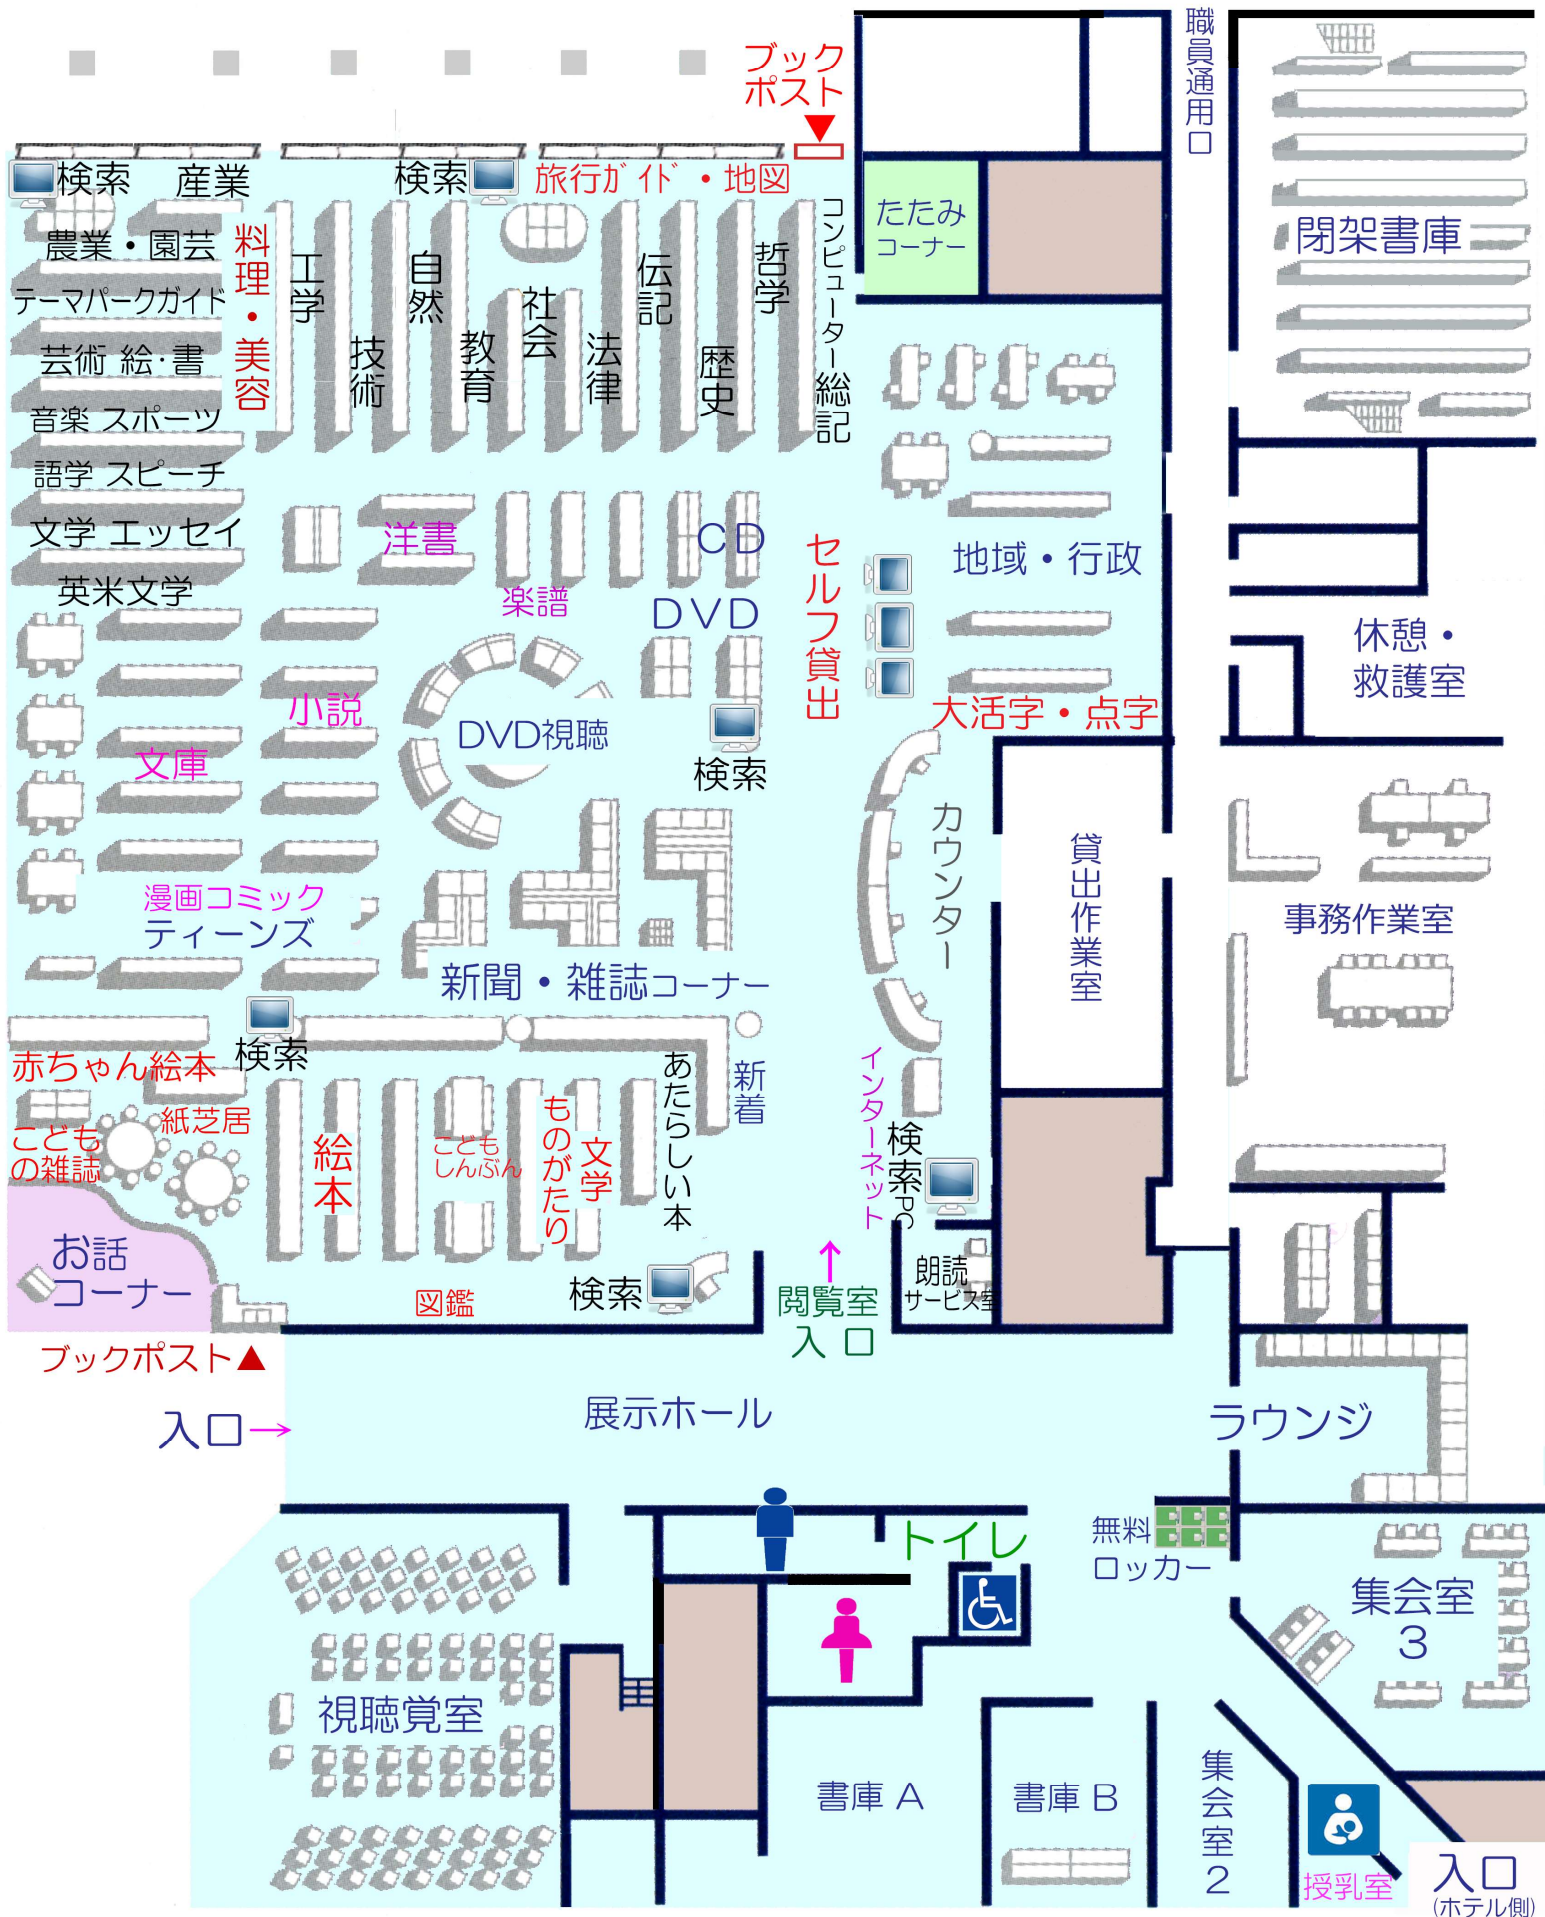 ブック
ポスト
職員通用口
検索
産業
検索
旅行ガイド・地図
農業・園芸
テーマパークガイド
芸術 絵・書
音楽 スポーツ
語学 スピーチ
文学 エッセイ
英米文学
料理・美容
工学
技術
自然
教育
社会
法律
伝記
歴史
哲学
コンピューター総記
たたみ
コーナー
閉架書庫
洋書
楽譜
CD
DVD
セルフ貸出
地域・行政
大活字・点字
休憩・
救護室
小説
文庫
DVD視聴
検索
漫画コミック
ティーンズ
新聞・雑誌コーナー
カウンター
貸出作業室
事務作業室
検索
赤ちゃん絵本
紙芝居
こども
の雑誌
絵本
こども
しんぶん
ものがたり
文学
あたらしい本
新着
インターネット
検索PC
お話
コーナー
図鑑
検索
閲覧室
入口
朗読
サービス室
ブックポスト
入口
展示ホール
ラウンジ
トイレ
無料
ロッカー
集会室
3
視聴覚室
書庫 A
書庫 B
集会室2
授乳室
入口
(ホテル側)